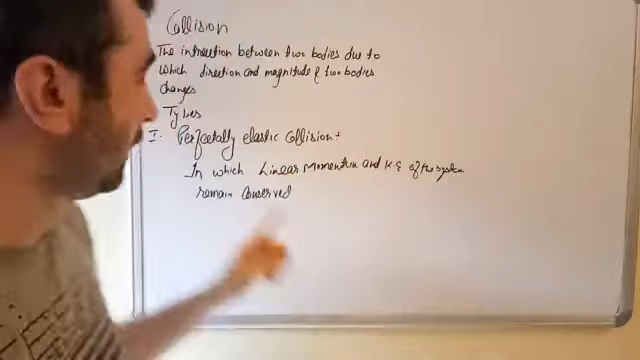 Collision
The intraction between two bodies due to
which direction and magnitude of two bodies
changes
Types
I. Perfectally elastic Collision:
In which Linear Momentum and K.E of the system
remain Conserved